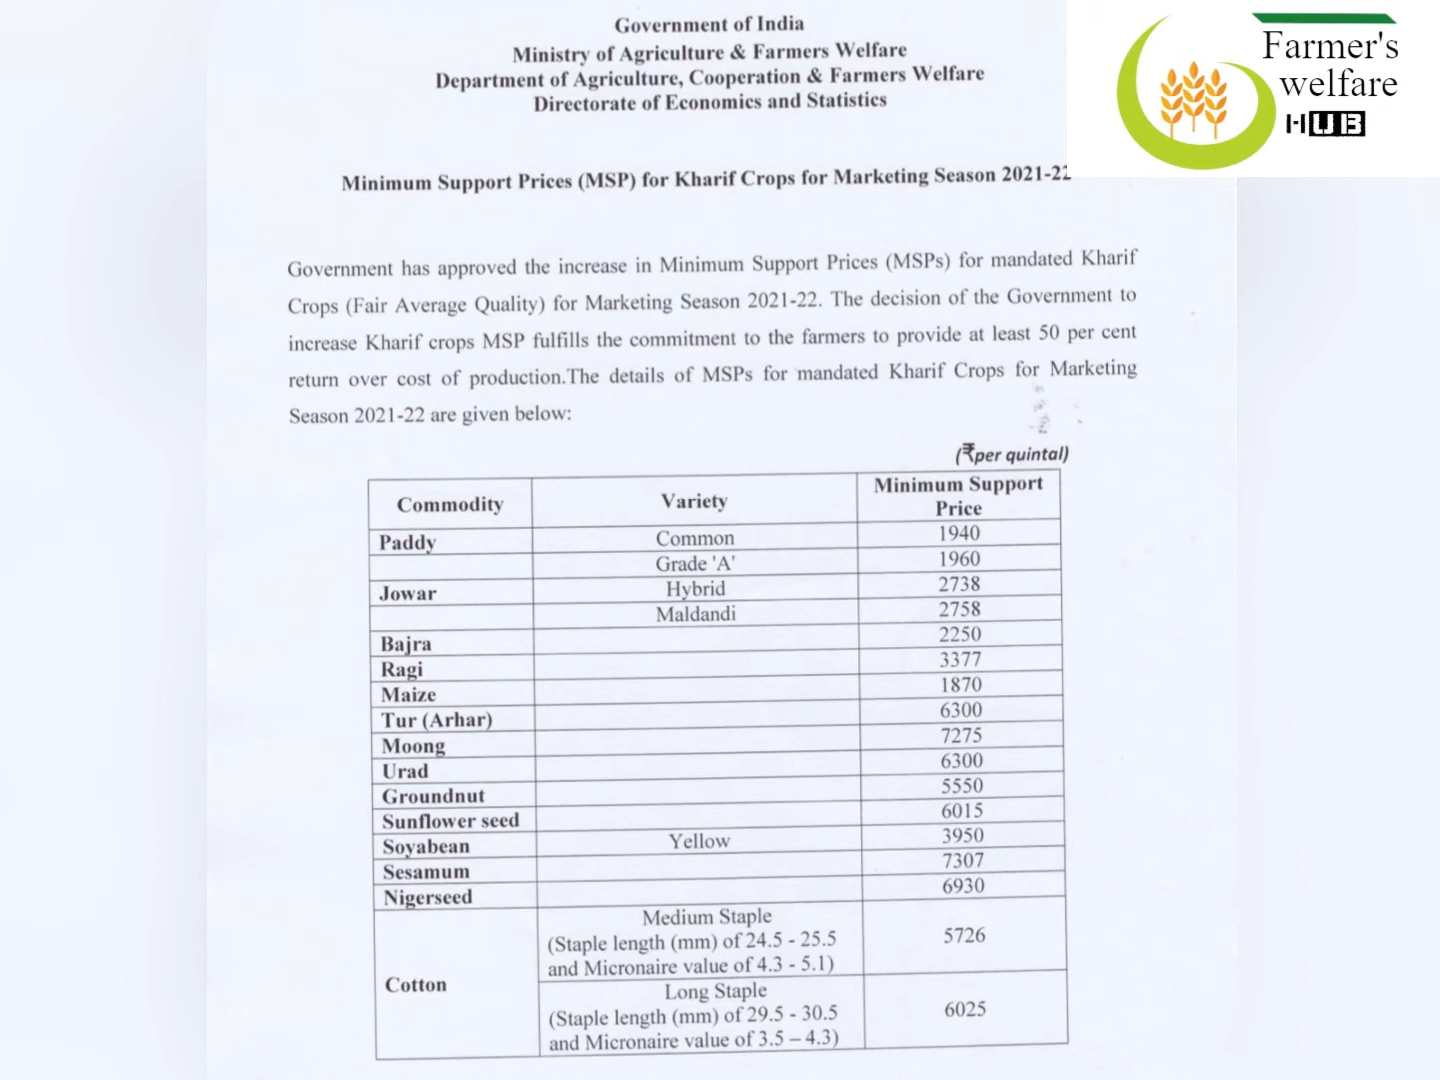 Government of India
Ministry of Agriculture & Farmers Welfare
Department of Agriculture, Cooperation & Farmers Welfare
Directorate of Economics and Statistics
Farmer's
welfare
HUB
Minimum Support Prices (MSP) for Kharif Crops for Marketing Season 2021-22
Government has approved the increase in Minimum Support Prices (MSPs) for mandated Kharif
Crops (Fair Average Quality) for Marketing Season 2021-22. The decision of the Government to
increase Kharif crops MSP fulfills the commitment to the farmers to provide at least 50 per cent
return over cost of production.The details of MSPs for mandated Kharif Crops for Marketing
Season 2021-22 are given below:
(₹per quintal)
Commodity Variety Minimum Support
Price
Paddy Common 1940
Grade 'A' 1960
Jowar Hybrid 2738
Maldandi 2758
Bajra 2250
Ragi 3377
Maize 1870
Tur (Arhar) 6300
Moong 7275
Urad 6300
Groundnut 5550
Sunflower seed 6015
Soyabean Yellow 3950
Sesamum 7307
Nigerseed 6930
Cotton
Medium Staple
(Staple length (mm) of 24.5 - 25.5
and Micronaire value of 4.3 - 5.1)
5726
Long Staple
(Staple length (mm) of 29.5 - 30.5
and Micronaire value of 3.5 – 4.3)
6025